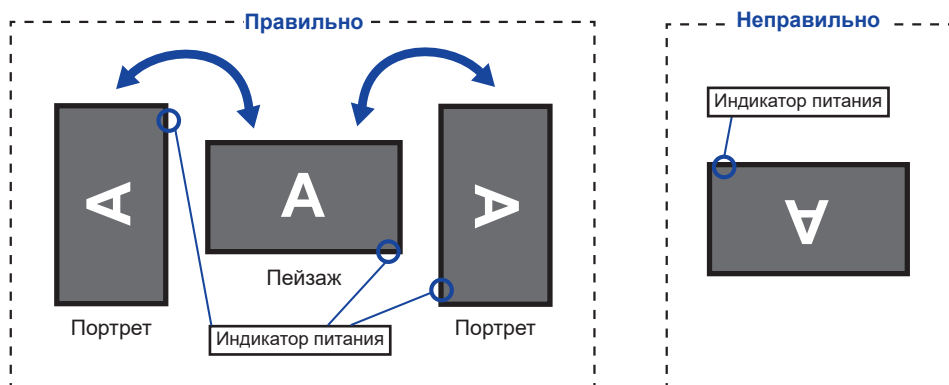 Правильно
A
A
A
Пейзаж
Портрет
Индикатор питания
Портрет
Неправильно
Индикатор питания
A